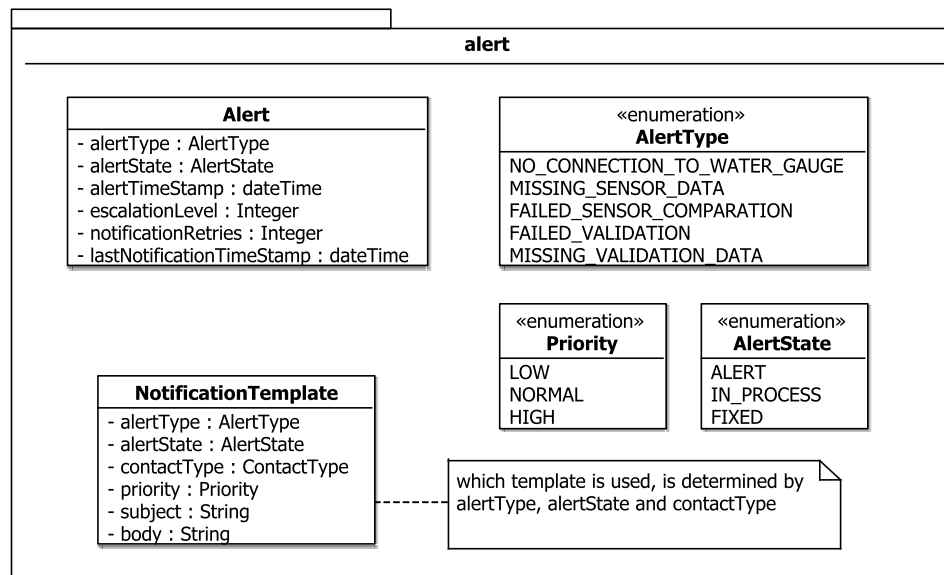 alert
Alert
- alertType : AlertType
- alertState : AlertState
- alertTimeStamp : dateTime
- escalationLevel : Integer
- notificationRetries : Integer
- lastNotificationTimeStamp : dateTime
«enumeration»
AlertType
NO_CONNECTION_TO_WATER_GAUGE
MISSING_SENSOR_DATA
FAILED_SENSOR_COMPARATION
FAILED_VALIDATION
MISSING_VALIDATION_DATA
«enumeration»
Priority
LOW
NORMAL
HIGH
«enumeration»
AlertState
ALERT
IN_PROCESS
FIXED
NotificationTemplate
- alertType : AlertType
- alertState : AlertState
- contactType : ContactType
- priority : Priority
- subject : String
- body : String
which template is used, is determined by
alertType, alertState and contactType